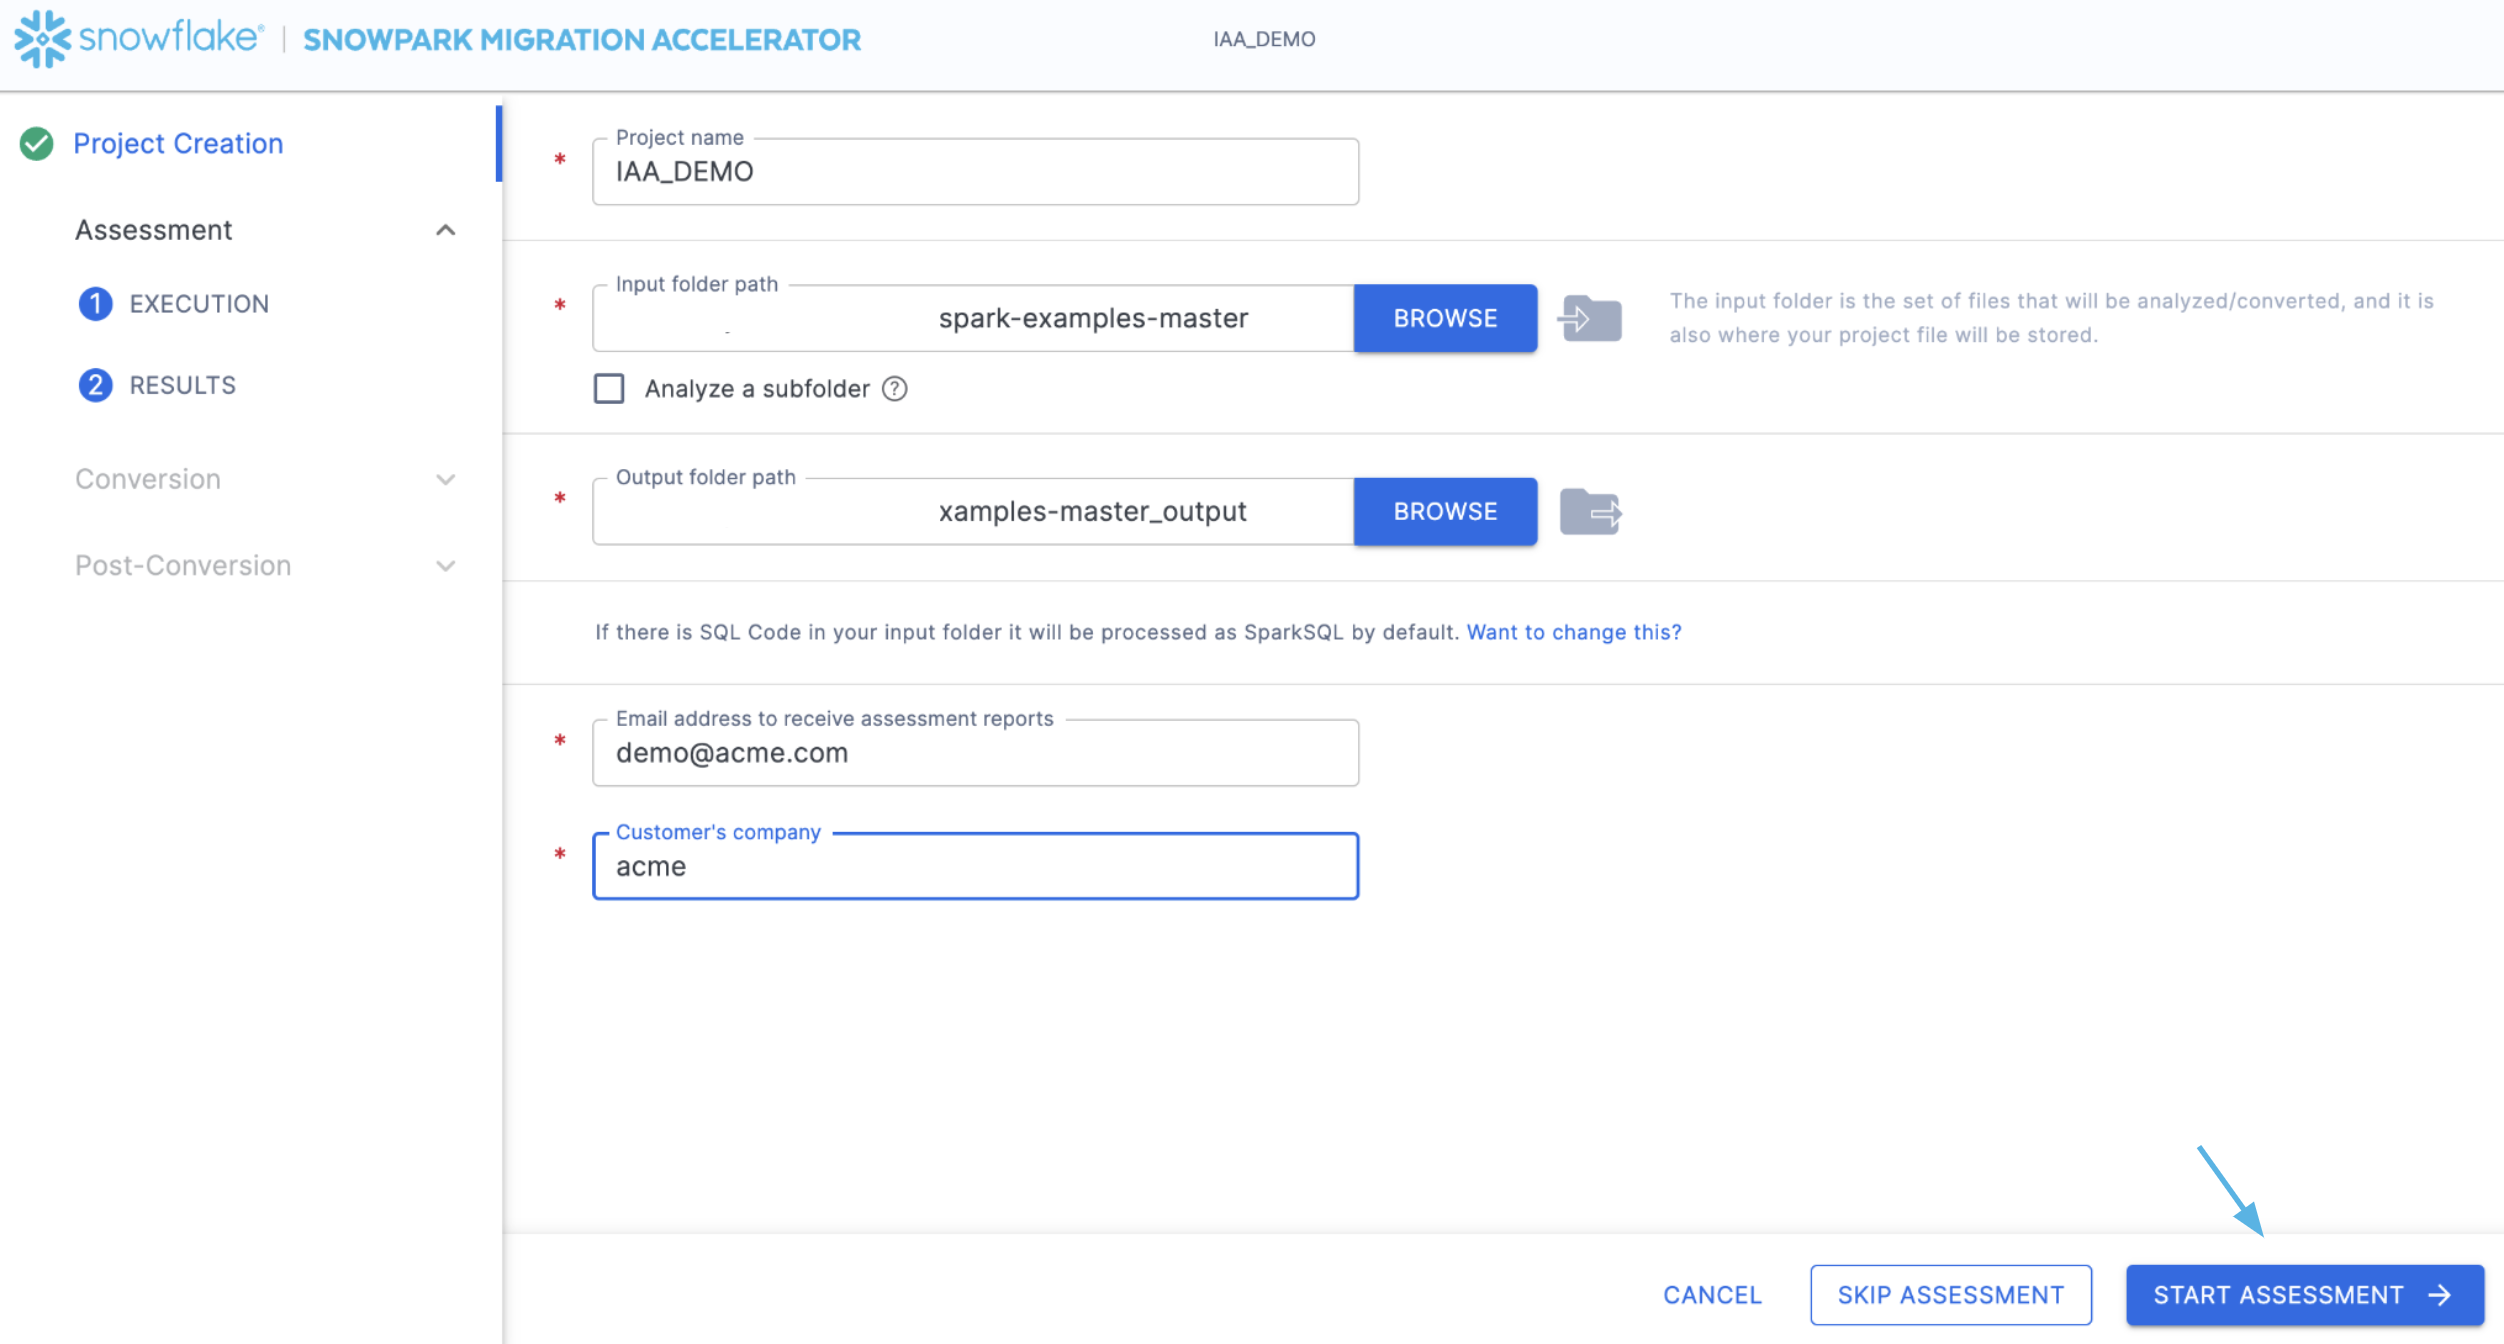 snowflake® | SNOWPARK MIGRATION ACCELERATOR
IAA_DEMO
Project Creation
Assessment
1 EXECUTION
2 RESULTS
Conversion
Post-Conversion
Project name
* IAA_DEMO
Input folder path
* spark-examples-master
BROWSE
The input folder is the set of files that will be analyzed/converted, and it is
also where your project file will be stored.
Analyze a subfolder ?
Output folder path
* xamples-master_output
BROWSE
If there is SQL Code in your input folder it will be processed as SparkSQL by default. Want to change this?
Email address to receive assessment reports
* demo@acme.com
Customer's company
* acme
CANCEL
SKIP ASSESSMENT
START ASSESSMENT →